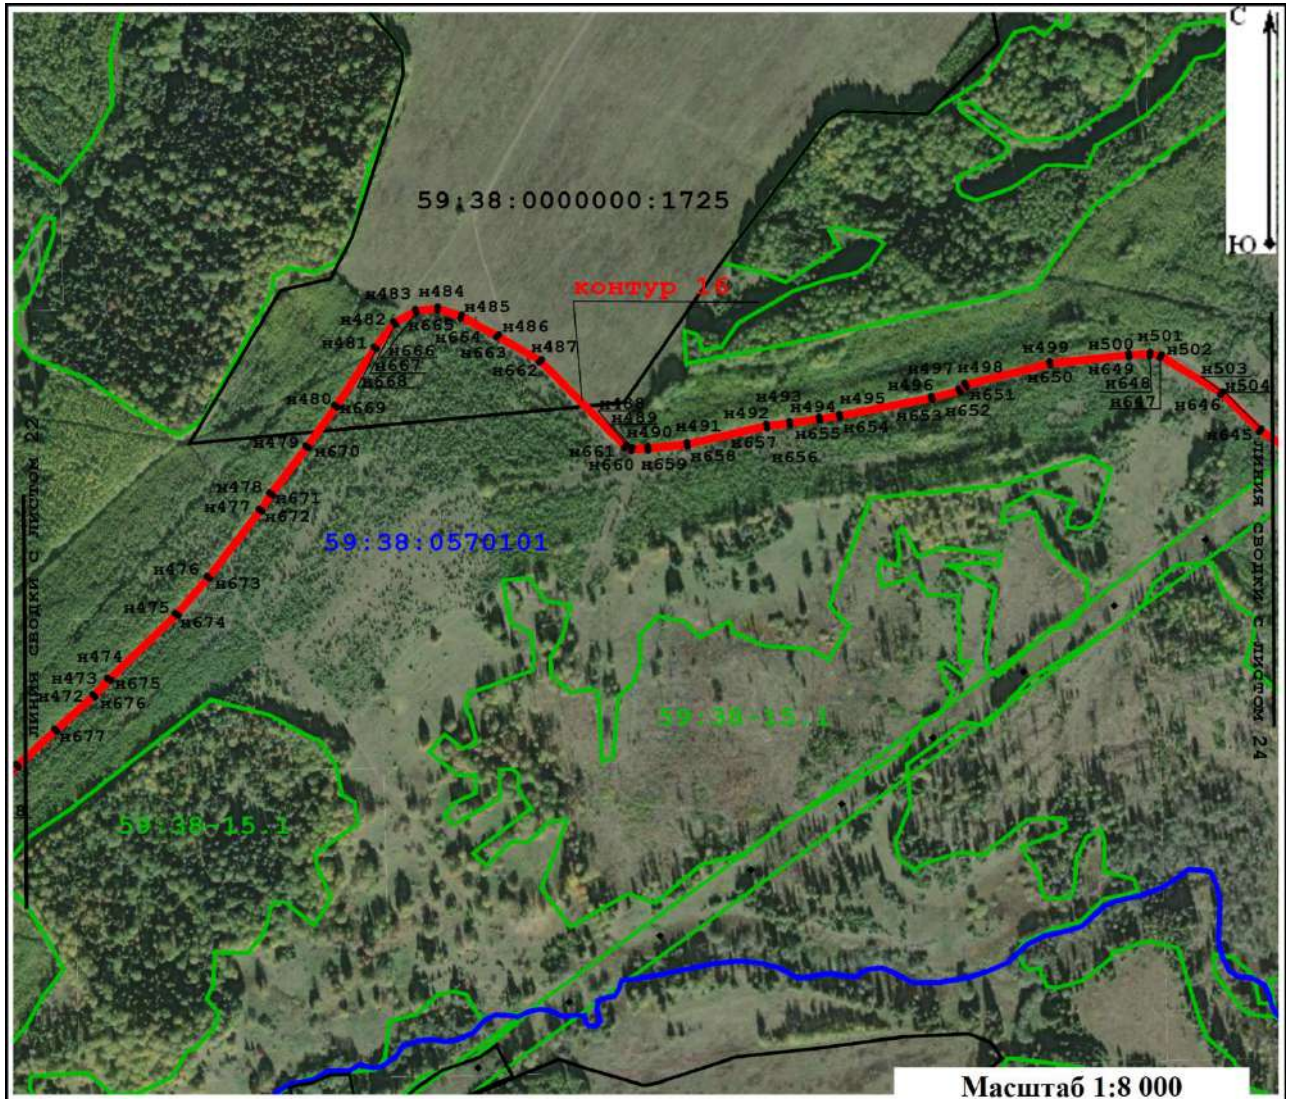 С
Ю
59:38:0000000:1725
контур 16
н483
н484
н485
н482
н665
н664
н486
н481
н666
н663
н487
н667
н662
н668
н480
н669
н479
н670
н478
н671
н477
н672
н476
н673
н475
н674
н474
н473
н675
н472
н676
н677
н489
н490
н661
н660
н659
н491
н658
н492
н657
н493
н656
н494
н655
н495
н654
н496
н653
н497
н652
н498
н651
н499
н650
н500
н649
н501
н648
н647
н502
н503
н504
н646
н645
линия сводки с листом 22
линия сводки с листом 24
59:38:0570101
59:38-15.1
59:38-15.1
Масштаб 1:8 000